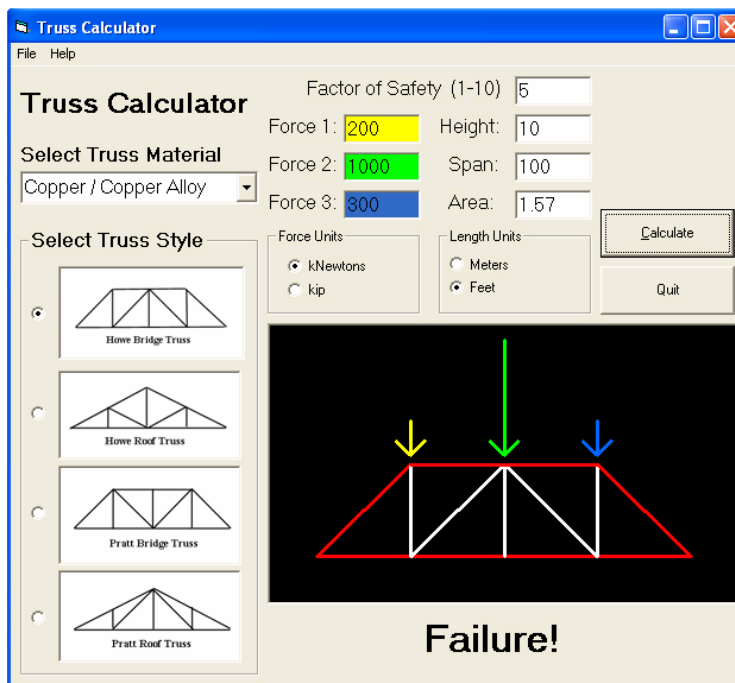 Truss Calculator
File Help
Truss Calculator
Factor of Safety (1-10) 5
Force 1: 200 Height: 10
Select Truss Material
Force 2: 1000 Span: 100
Copper / Copper Alloy
Force 3: 300 Area: 1.57
Select Truss Style
Force Units
kNewtons
kip
Length Units
Meters
Feet
Calculate
Quit
Howe Bridge Truss
Howe Roof Truss
Pratt Bridge Truss
Pratt Roof Truss
Failure!